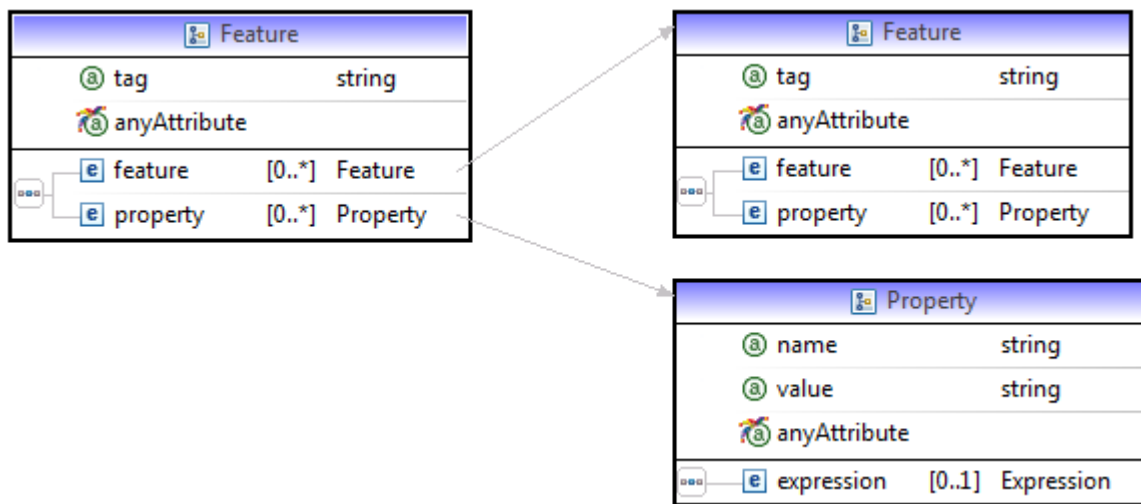 Feature
tag string
anyAttribute
feature [0..*] Feature
property [0..*] Property
Feature
tag string
anyAttribute
feature [0..*] Feature
property [0..*] Property
Property
name string
value string
anyAttribute
expression [0..1] Expression